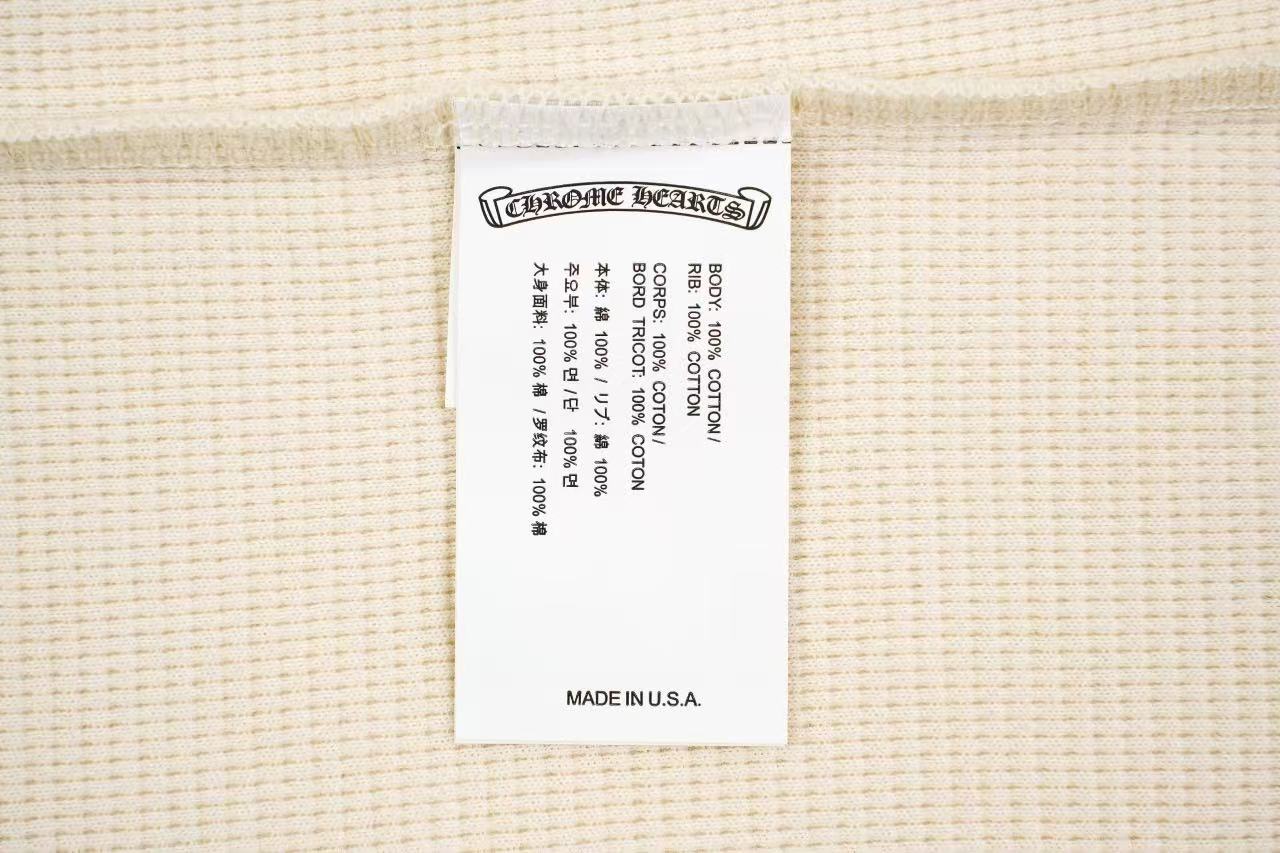 CHROME HEARTS
BODY: 100% COTTON /
RIB: 100% COTTON
CORPS: 100% COTON /
BORD TRICOT: 100% COTON
本体: 綿 100% / リブ: 綿 100%
주요부: 100% 면 / 단 100% 면
大身面料: 100% 棉 / 罗纹布: 100% 棉
MADE IN U.S.A.